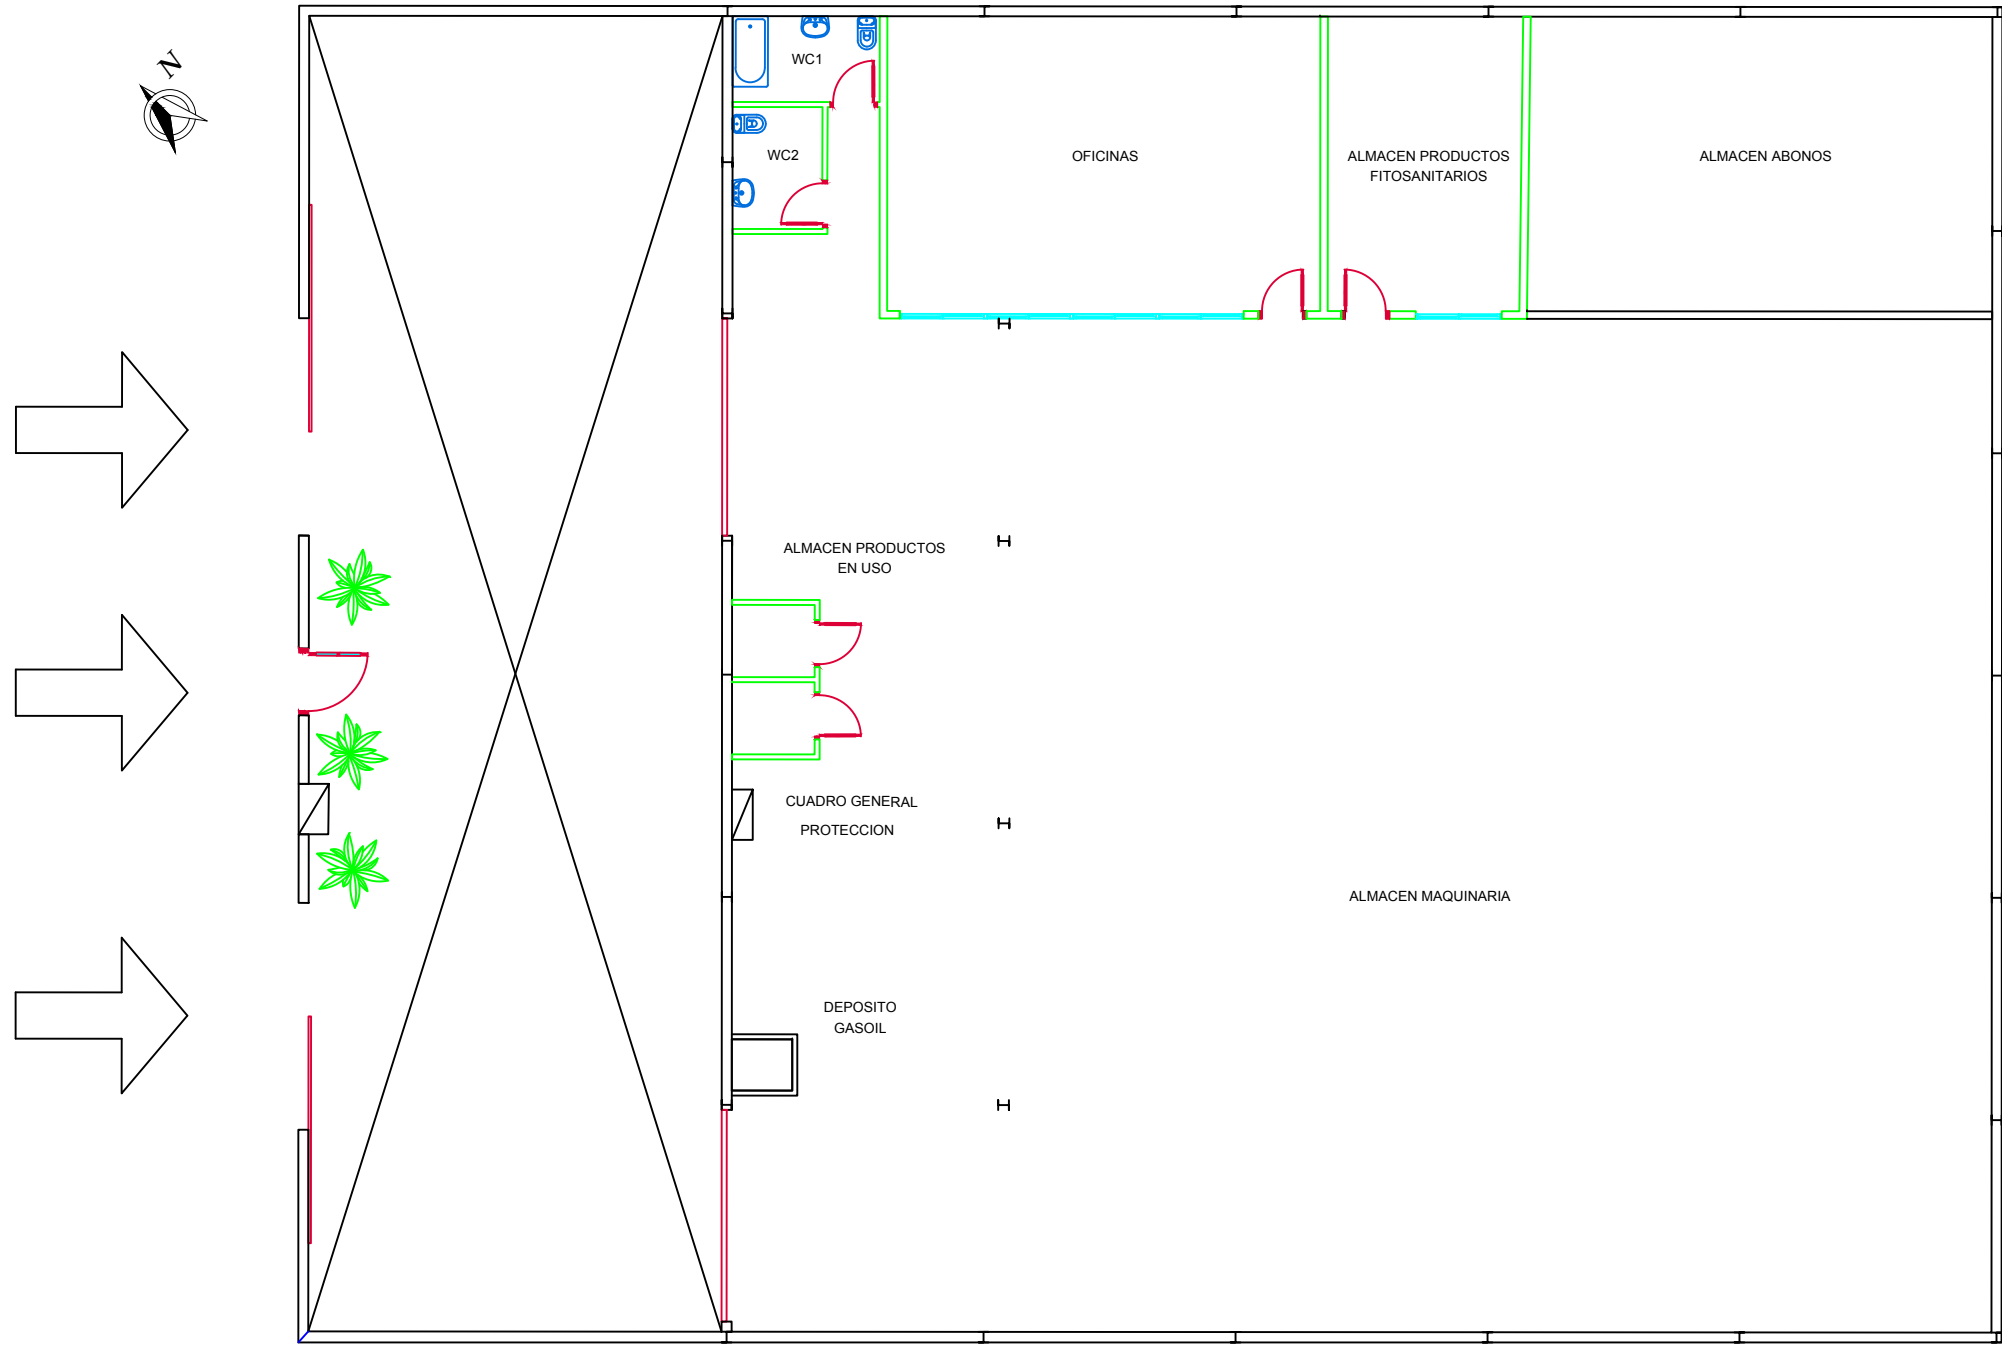 N
WC1
WC2
OFICINAS
ALMACEN PRODUCTOS
FITOSANITARIOS
ALMACEN ABONOS
ALMACEN PRODUCTOS
EN USO
CUADRO GENERAL
PROTECCION
ALMACEN MAQUINARIA
DEPOSITO
GASOIL